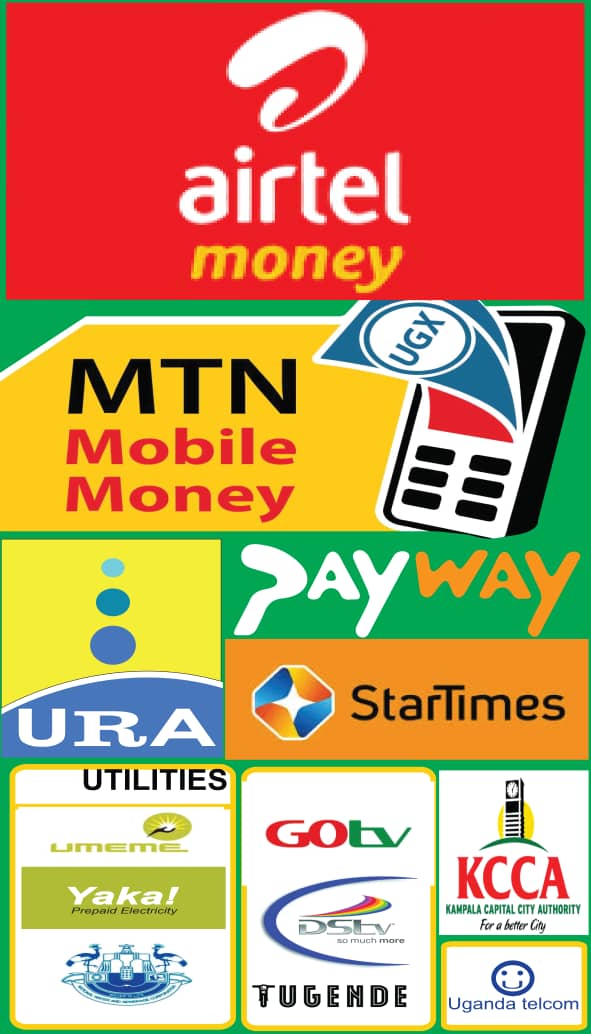 airtel
money
UGX
MTN
Mobile
Money
PAYWAY
URA
StarTimes
UTILITIES
UMEME
Yaka!
Prepaid Electricity
GOtv
DStv
so much more
TUGENDE
KCCA
KAMPALA CAPITAL CITY AUTHORITY
For a better City
Uganda telcom